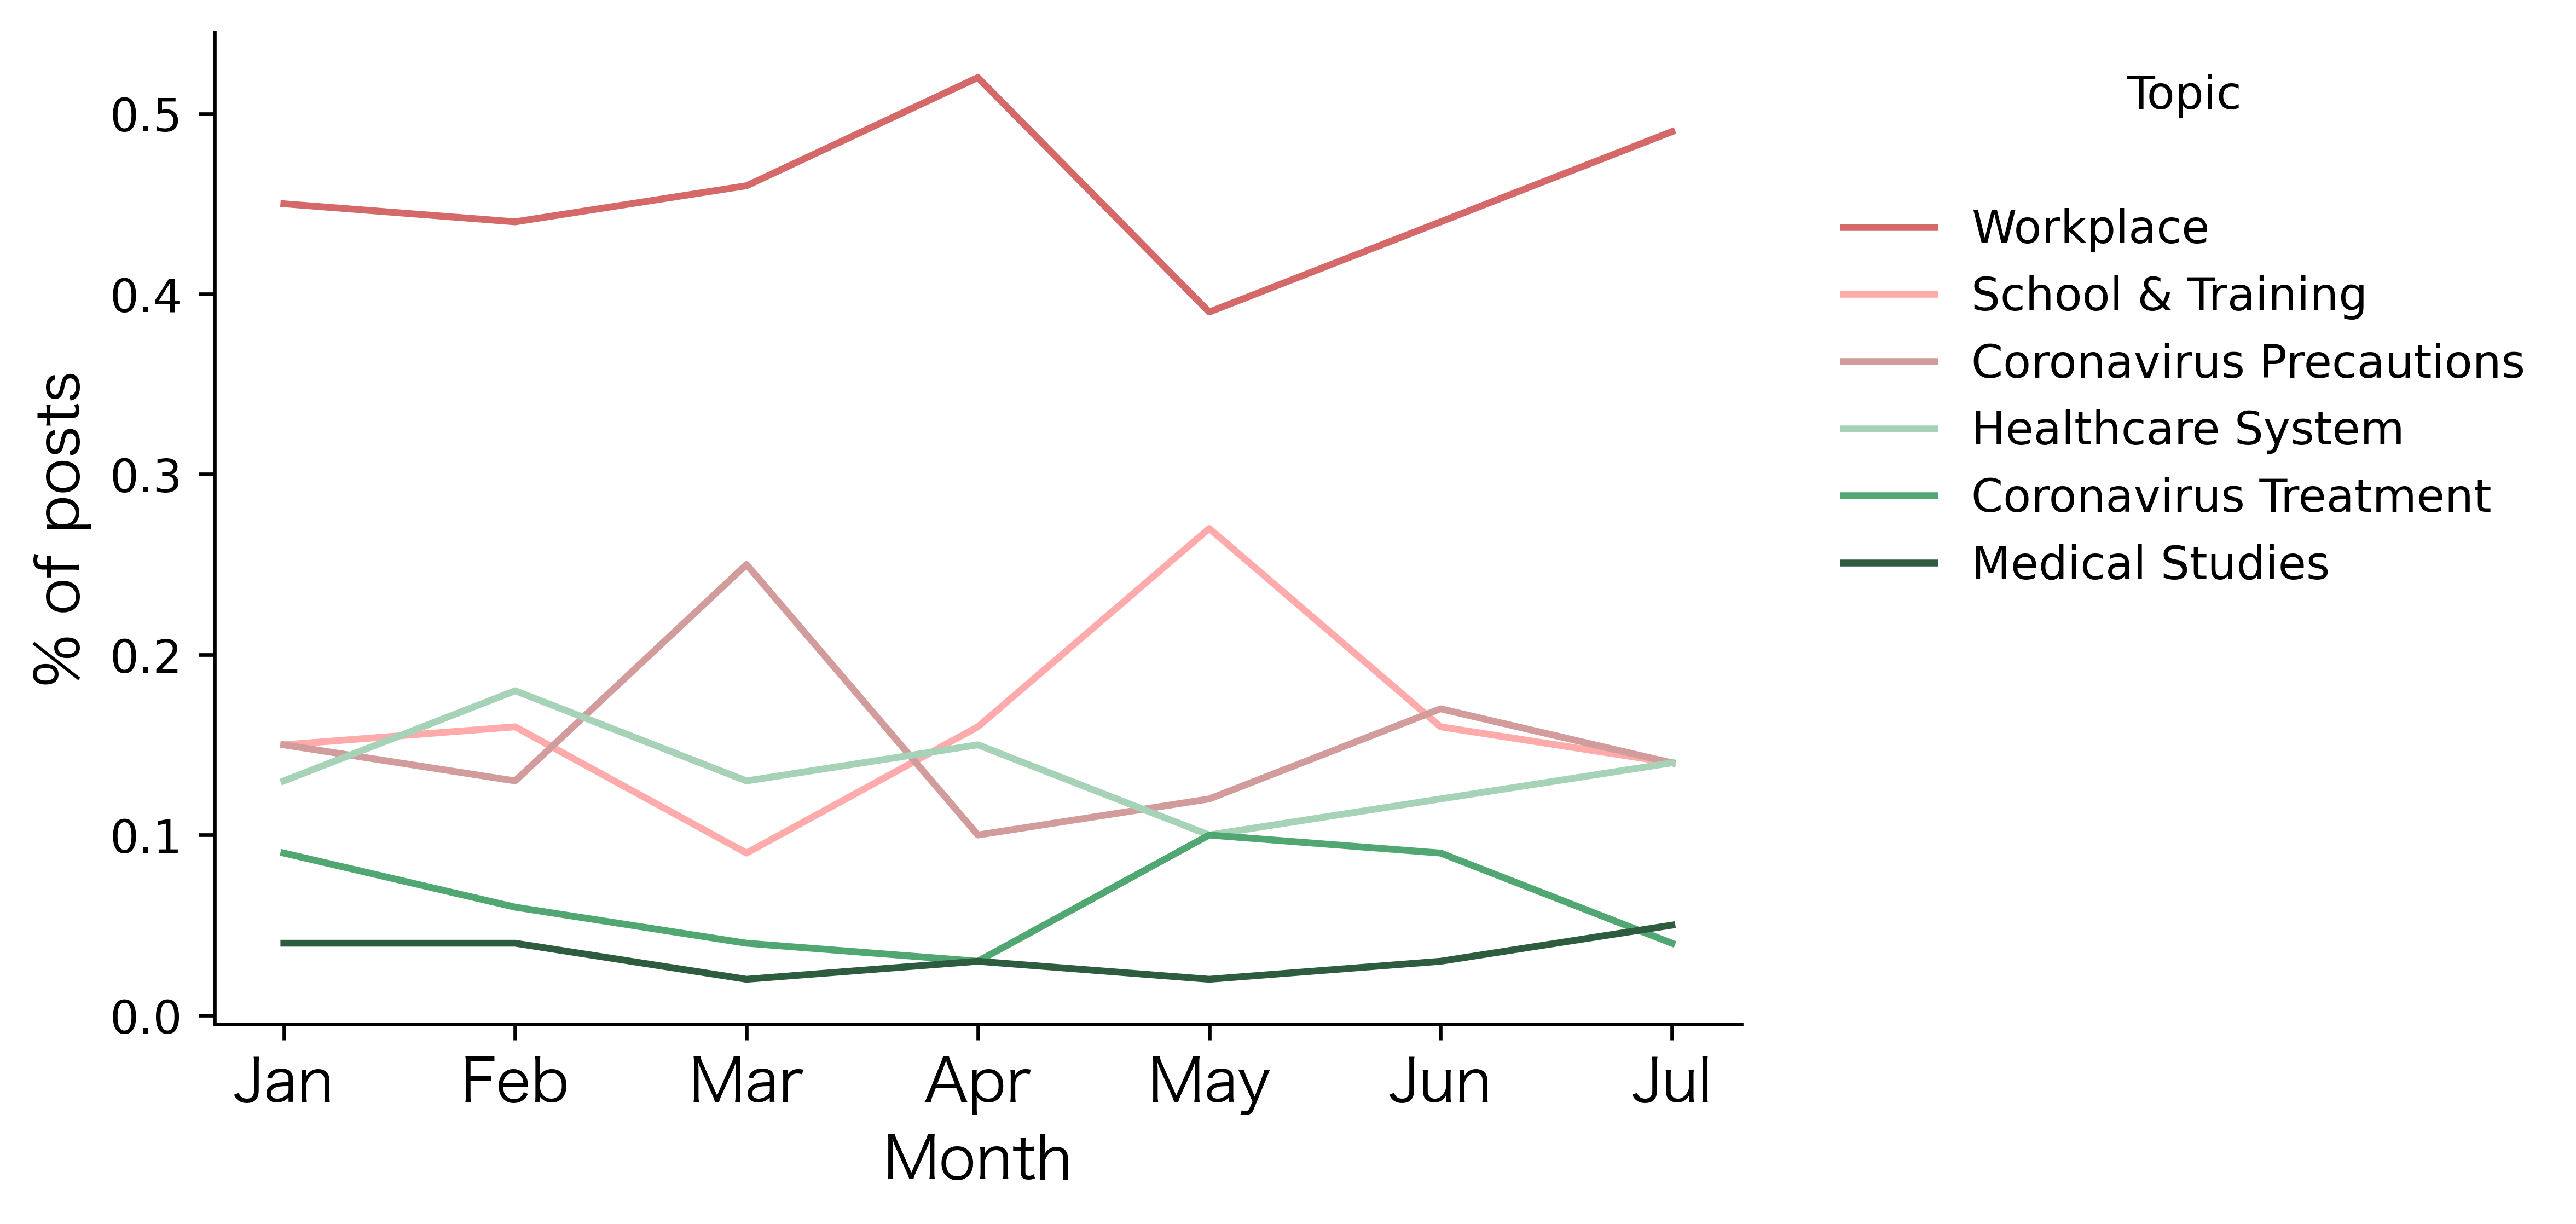 % of posts
0.5
0.4
0.3
0.2
0.1
0.0
Jan Feb Mar Apr May Jun Jul
Month
Topic
Workplace
School & Training
Coronavirus Precautions
Healthcare System
Coronavirus Treatment
Medical Studies